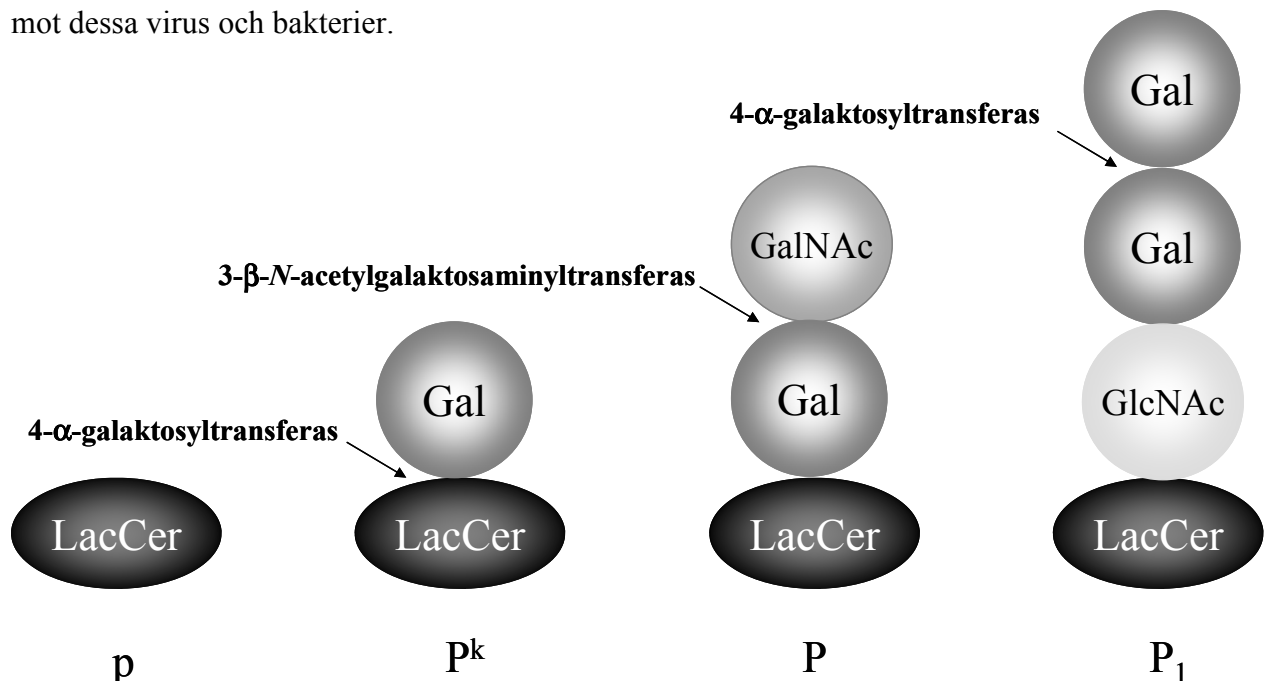 mot dessa virus och bakterier.
Gal
4-α-galaktosyltransferas
GalNAc
Gal
3-β-N-acetylgalaktosaminyltransferas
Gal
Gal
GlcNAc
4-α-galaktosyltransferas
LacCer
LacCer
LacCer
LacCer
p
Pᵏ
P
P₁